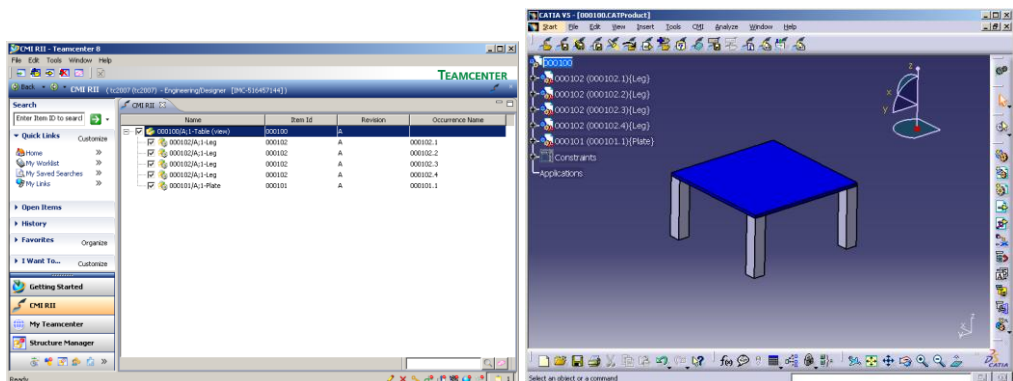 CMI RII - Teamcenter 8
File Edit Tools Window Help
TEAMCENTER
Back CMI RII (tc2007 (tc2007) - Engineering/Designer [IMC-516457144])
Search
Enter Item ID to search
Quick Links Customize
Home
My Worklist
My Saved Searches
My Links
Open Items
History
Favorites Organize
I Want To... Customize
Getting Started
CMI RII
My Teamcenter
Structure Manager
Ready
CMI RII
Name Item Id Revision Occurrence Name
000100/A;1-Table (view) 000100 A
000102/A;1-Leg 000102 A 000102.1
000102/A;1-Leg 000102 A 000102.2
000102/A;1-Leg 000102 A 000102.3
000102/A;1-Leg 000102 A 000102.4
000101/A;1-Plate 000101 A 000101.1
CATIA V5 - [000100.CATProduct]
Start File Edit View Insert Tools CMI Analyze Window Help
000100
000102 (000102.1){Leg}
000102 (000102.2){Leg}
000102 (000102.3){Leg}
000102 (000102.4){Leg}
000101 (000101.1){Plate}
Constraints
Applications
z
x
y
f(x)
CATIA
Select an object or a command